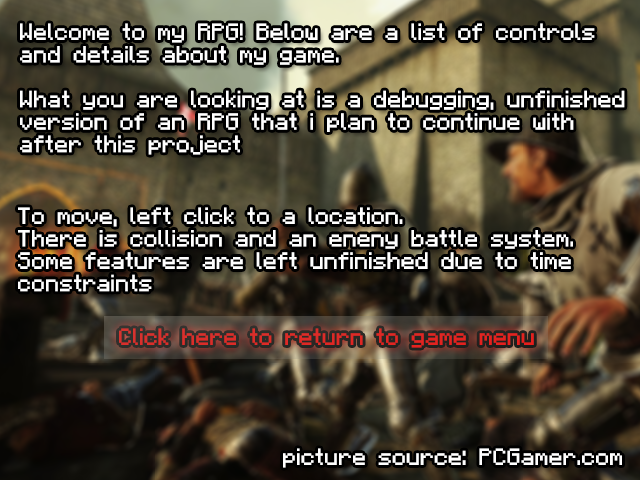 Welcome to my RPG! Below are a list of controls
and details about my game.
What you are looking at is a debugging, unfinished
version of an RPG that i plan to continue with
after this project
To move, left click to a location.
There is collision and an eneny battle system.
Some features are left unfinished due to time
constraints
Click here to return to game menu
picture source: PCGamer.com